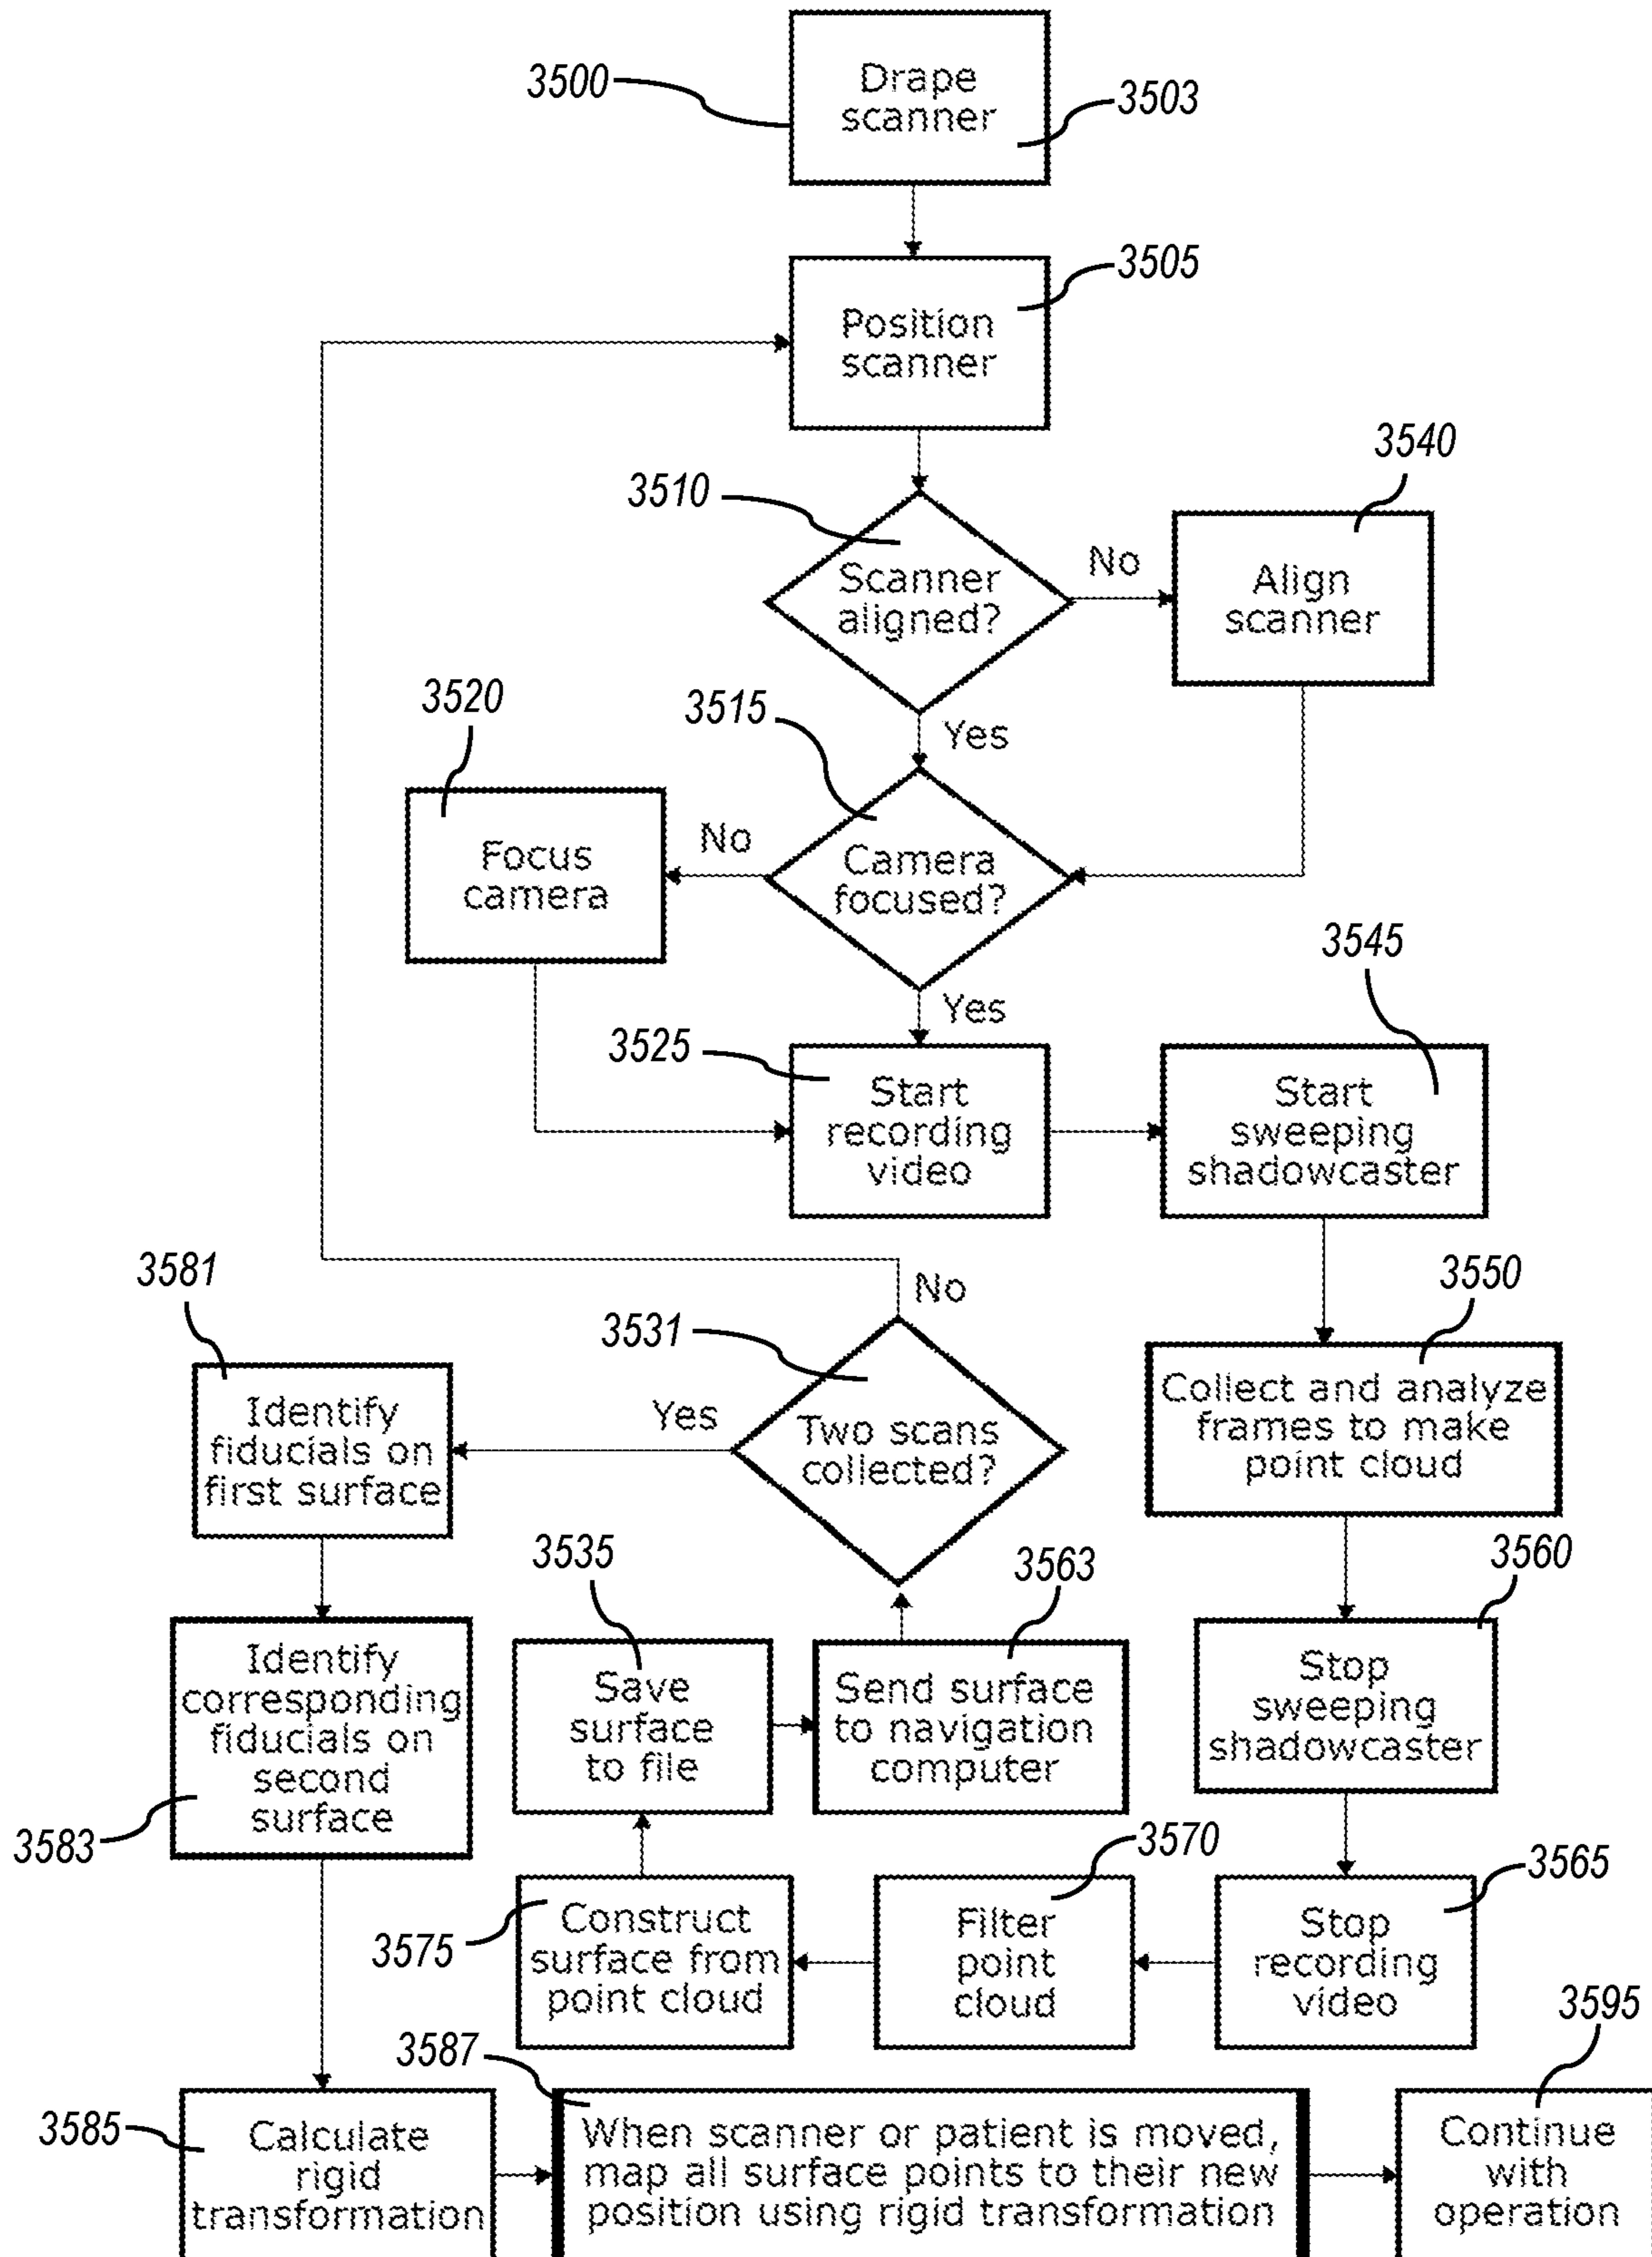 3500
Drape
scanner
3503
3505
Position
scanner
3540
3510
Scanner
aligned?
No
Align
scanner
3520
3515
Yes
Focus
camera
No
Camera
focused?
3545
Yes
3525
Start
recording
video
Start
sweeping
shadowcaster
3581
No
3550
3531
Identify
fiducials on
first surface
Yes
Two scans
collected?
Collect and analyze
frames to make
point cloud
3535
3563
3560
Identify
corresponding
fiducials on
second
surface
3583
Save
surface
to file
Send surface
to navigation
computer
Stop
sweeping
shadowcaster
3570
3565
3575
Construct
surface from
point cloud
Filter
point
cloud
Stop
recording
video
3595
3587
3585
Calculate
rigid
transformation
When scanner or patient is moved,
map all surface points to their new
position using rigid transformation
Continue
with
operation